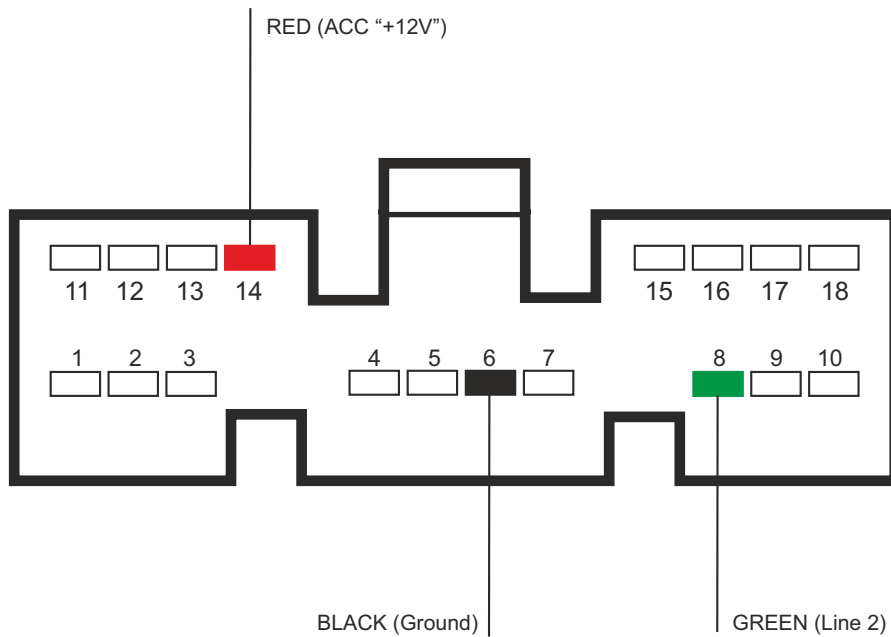 RED (ACC “+12V”)
11 12 13 14 15 16 17 18
1 2 3 4 5 6 7 8 9 10
BLACK (Ground) GREEN (Line 2)